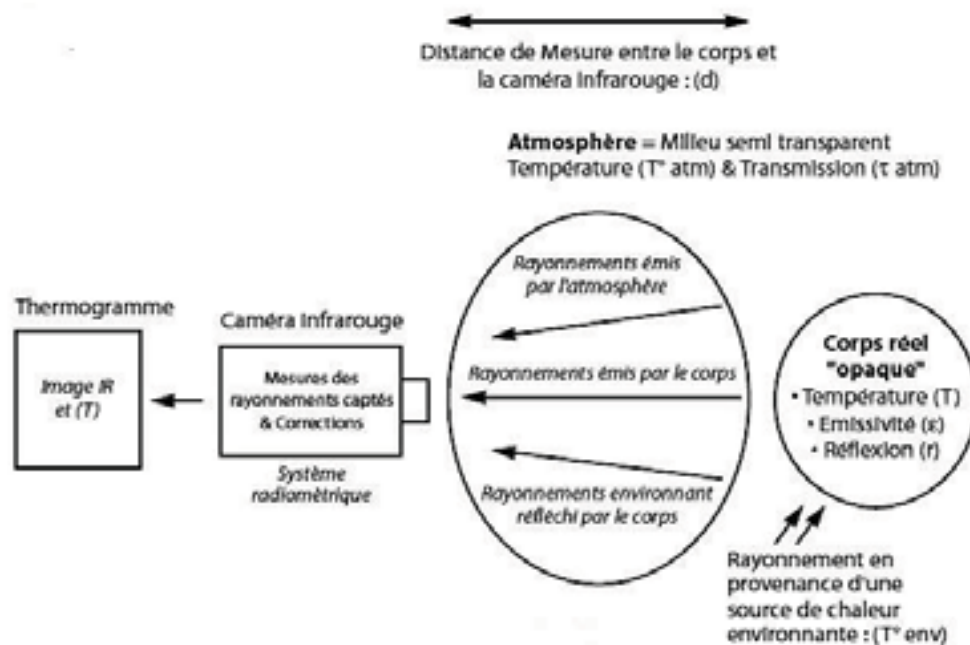 Distance de Mesure entre le corps et
la caméra Infrarouge : (d)
Atmosphère = Milieu semi transparent
Température (T° atm) & Transmission (τ atm)
Rayonnements émis
par l'atmosphère
Thermogramme
Caméra Infrarouge
Image IR
et (T)
Mesures des
rayonnements captés
& Corrections
Système
radiamètrique
Rayonnements émis par le corps
Rayonnements environnant
réfléchi par le corps
Corps réel
"opaque"
• Température (T)
• Emissivité (ε)
• Réflexion (r)
Rayonnement en
provenance d'une
source de chaleur
environnante : (T° env)